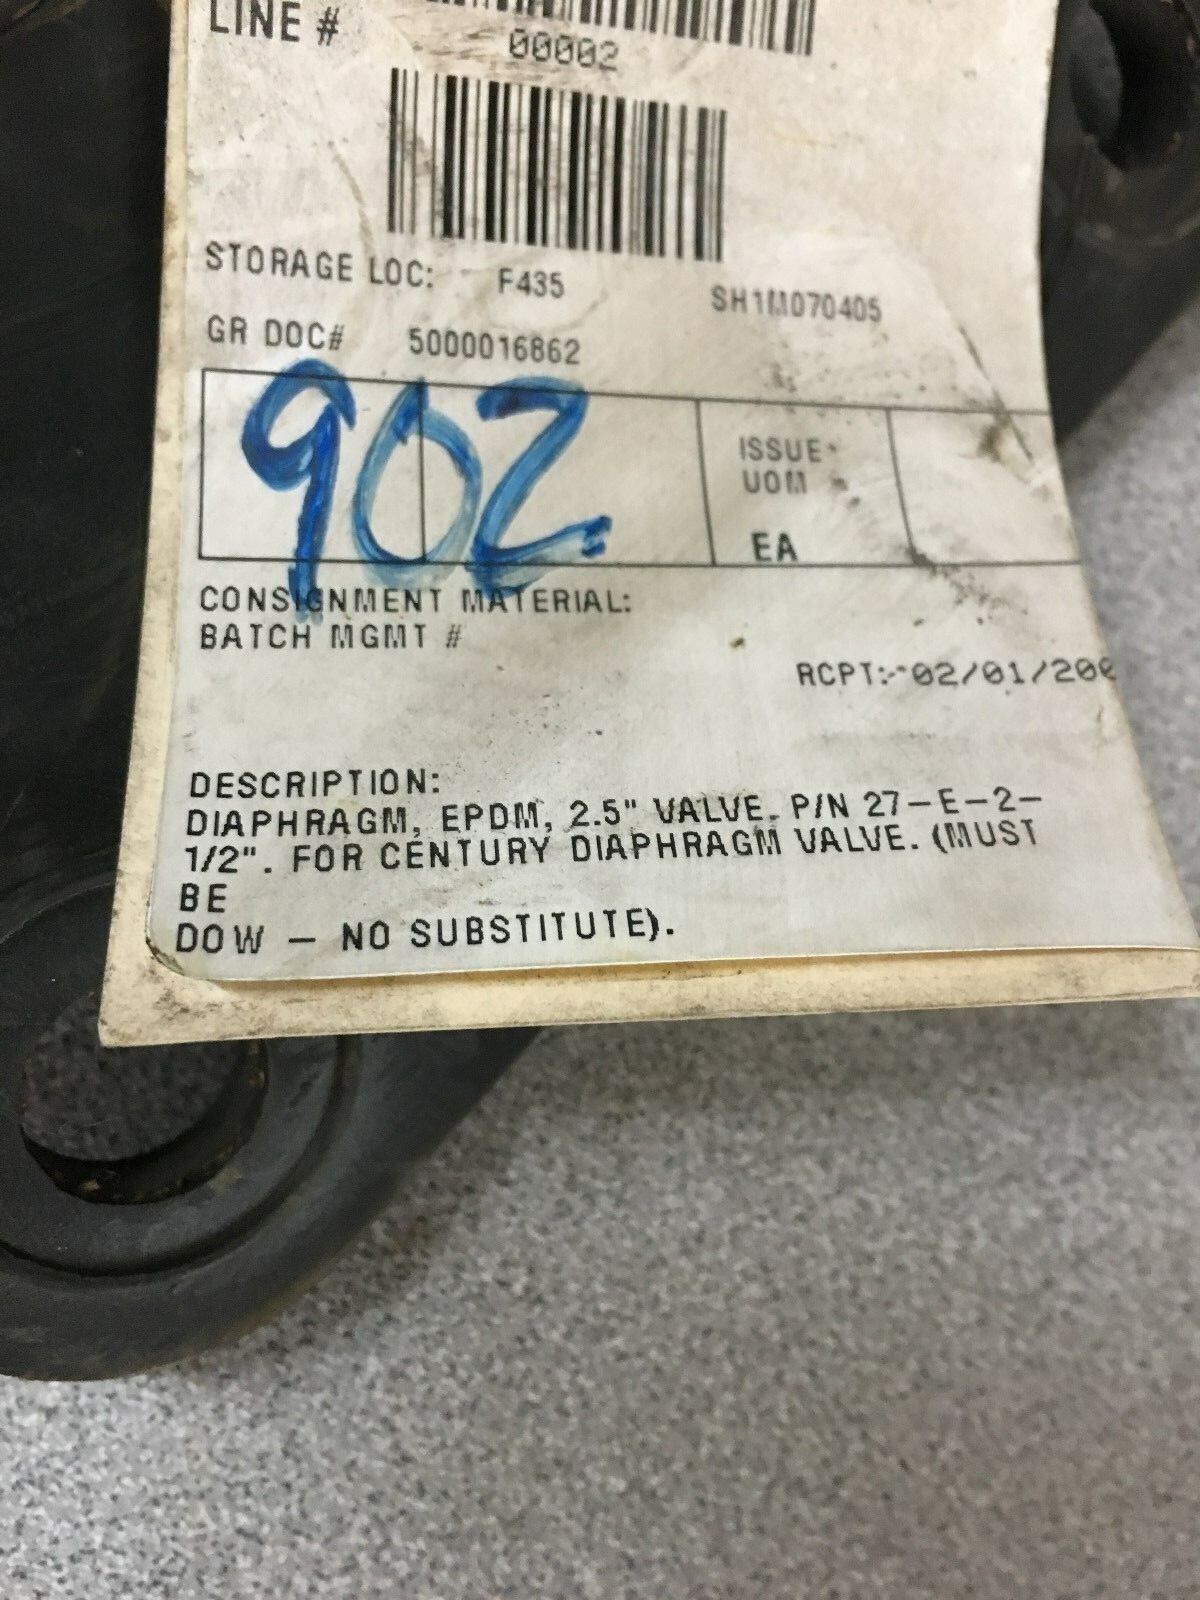 LINE #
00002
STORAGE LOC: F435 SH1M070405
GR DOC# 5000016862
902
ISSUE
UOM
EA
CONSIGNMENT MATERIAL:
BATCH MGMT #
RCPT: 02/01/200
DESCRIPTION:
DIAPHRAGM, EPDM, 2.5" VALVE. P/N 27-E-2-
1/2". FOR CENTURY DIAPHRAGM VALVE. (MUST
BE
DOW - NO SUBSTITUTE).